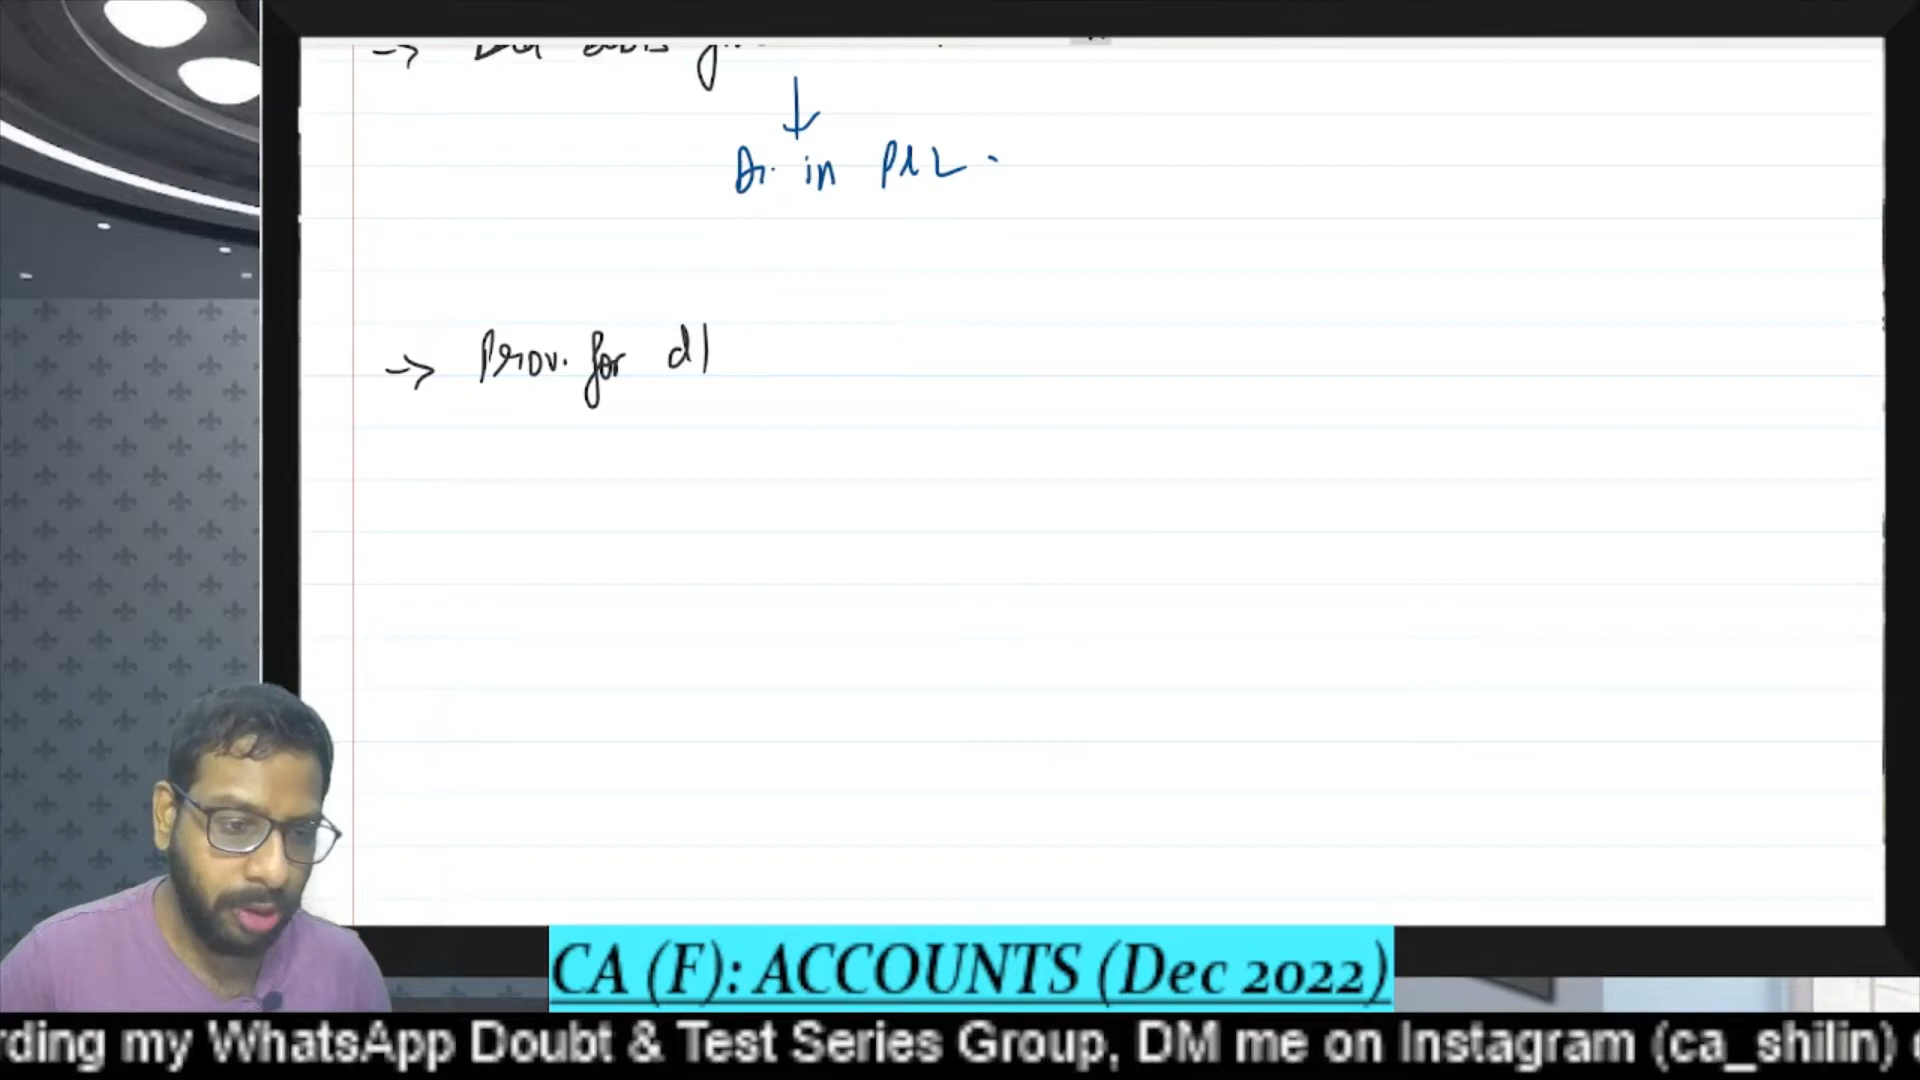 →
Dr. in P&L.
→ Prov. for d
CA (F): ACCOUNTS (Dec 2022)
rding my WhatsApp Doubt & Test Series Group, DM me on Instagram (ca_shilin)